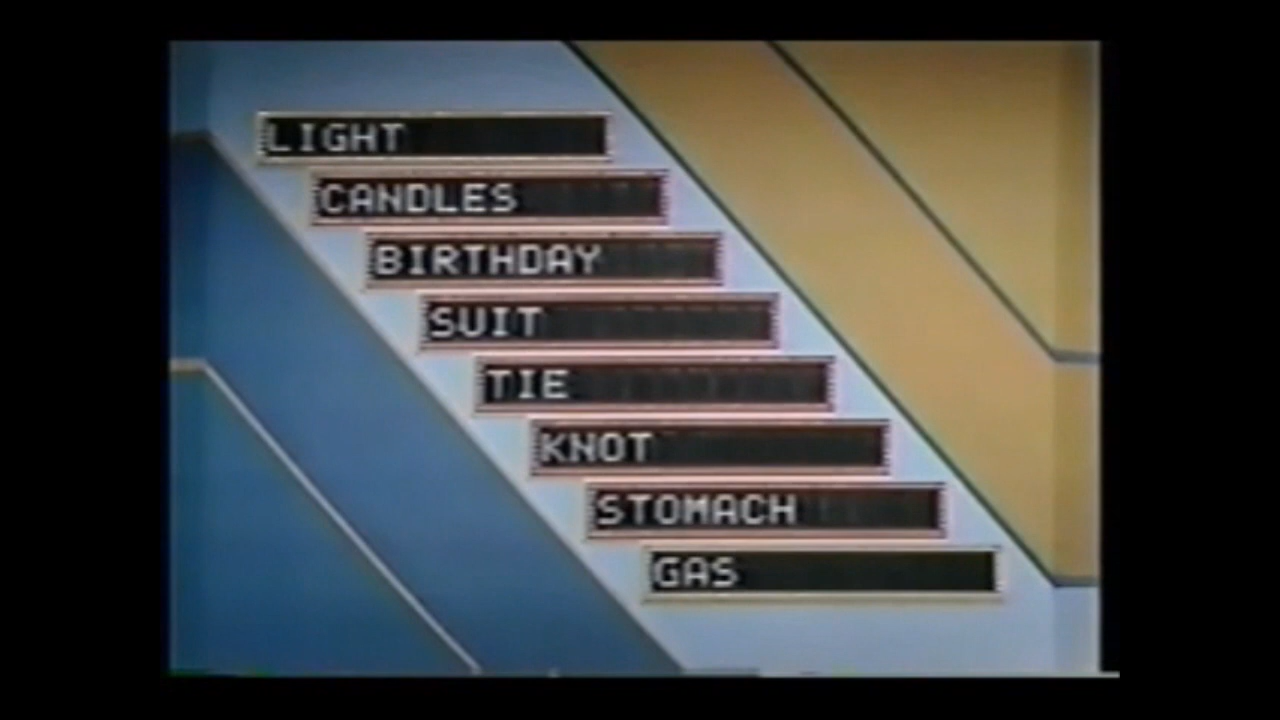 LIGHT
CANDLES
BIRTHDAY
SUIT
TIE
KNOT
STOMACH
GAS